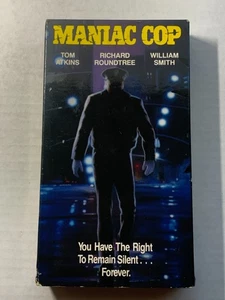 MANIAC COP
TOM RICHARD WILLIAM
ATKINS ROUNDTREE SMITH
You Have The Right
To Remain Silent . . .
Forever.